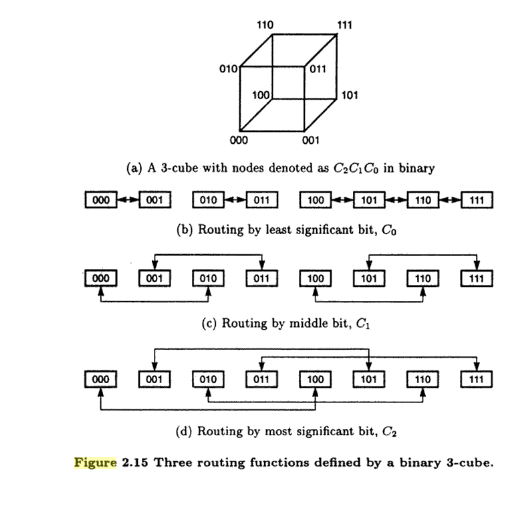 110 111
010 011
100 101
000 001
(a) A 3-cube with nodes denoted as C₂C₁C₀ in binary
000 001 010 011 100 101 110 111
(b) Routing by least significant bit, C₀
000 001 010 011 100 101 110 111
(c) Routing by middle bit, C₁
000 001 010 011 100 101 110 111
(d) Routing by most significant bit, C₂
Figure 2.15 Three routing functions defined by a binary 3-cube.